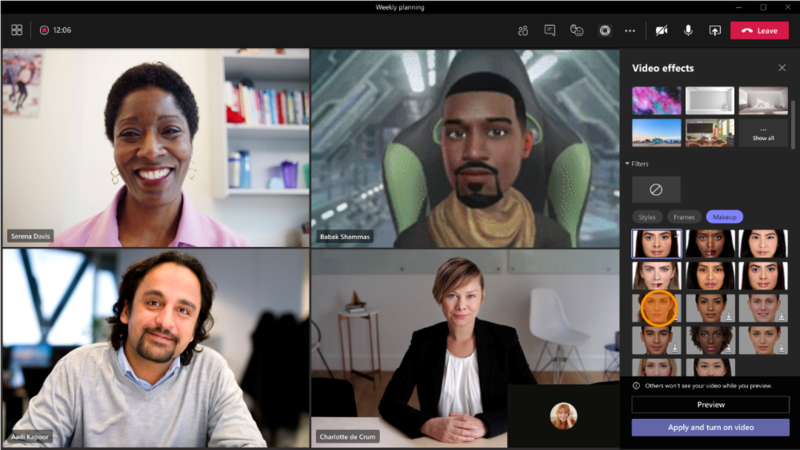 Weekly planning
12:06
Leave
Video effects
Show all
Filters
Styles
Frames
Makeup
Serena Davis
Babak Shammas
Aadi Kapoor
Charlotte de Crum
Others won't see your video while you preview.
Preview
Apply and turn on video